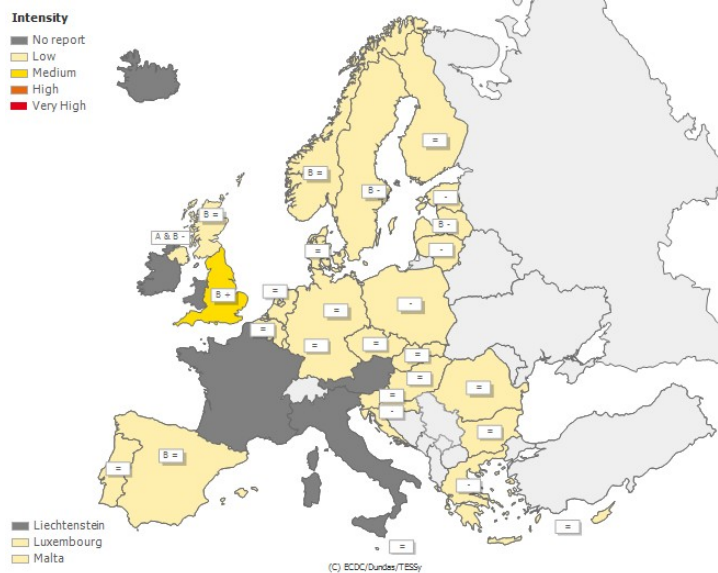 Intensity
No report
Low
Medium
High
Very High
=
B =
B -
-
B =
A & B -
B -
=
-
B +
=
=
-
=
=
=
=
=
=
-
=
B =
=
=
-
=
=
Liechtenstein
Luxembourg
Malta
(C) ECDC/Dundas/TESSy